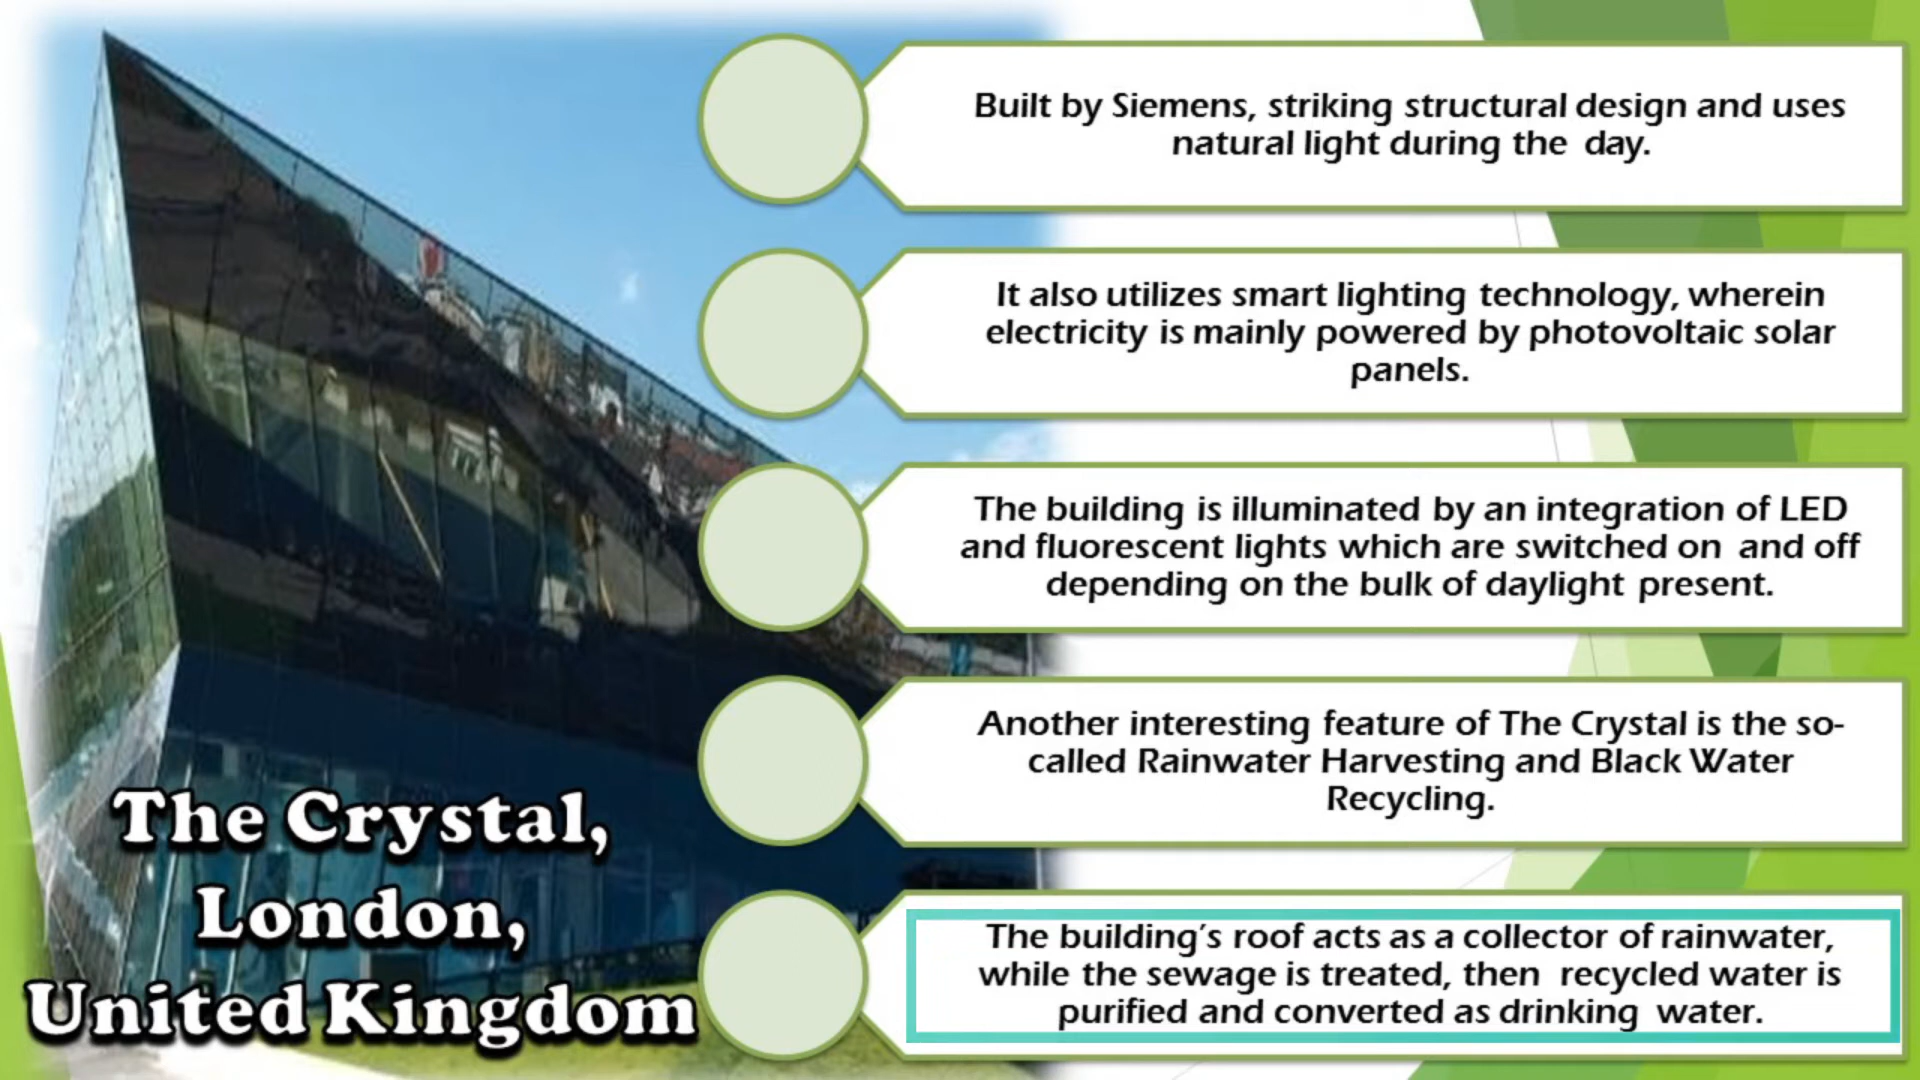 Built by Siemens, striking structural design and uses
natural light during the day.
It also utilizes smart lighting technology, wherein
electricity is mainly powered by photovoltaic solar
panels.
The building is illuminated by an integration of LED
and fluorescent lights which are switched on and off
depending on the bulk of daylight present.
Another interesting feature of The Crystal is the so-
called Rainwater Harvesting and Black Water
Recycling.
The building's roof acts as a collector of rainwater,
while the sewage is treated, then recycled water is
purified and converted as drinking water.
The Crystal,
London,
United Kingdom